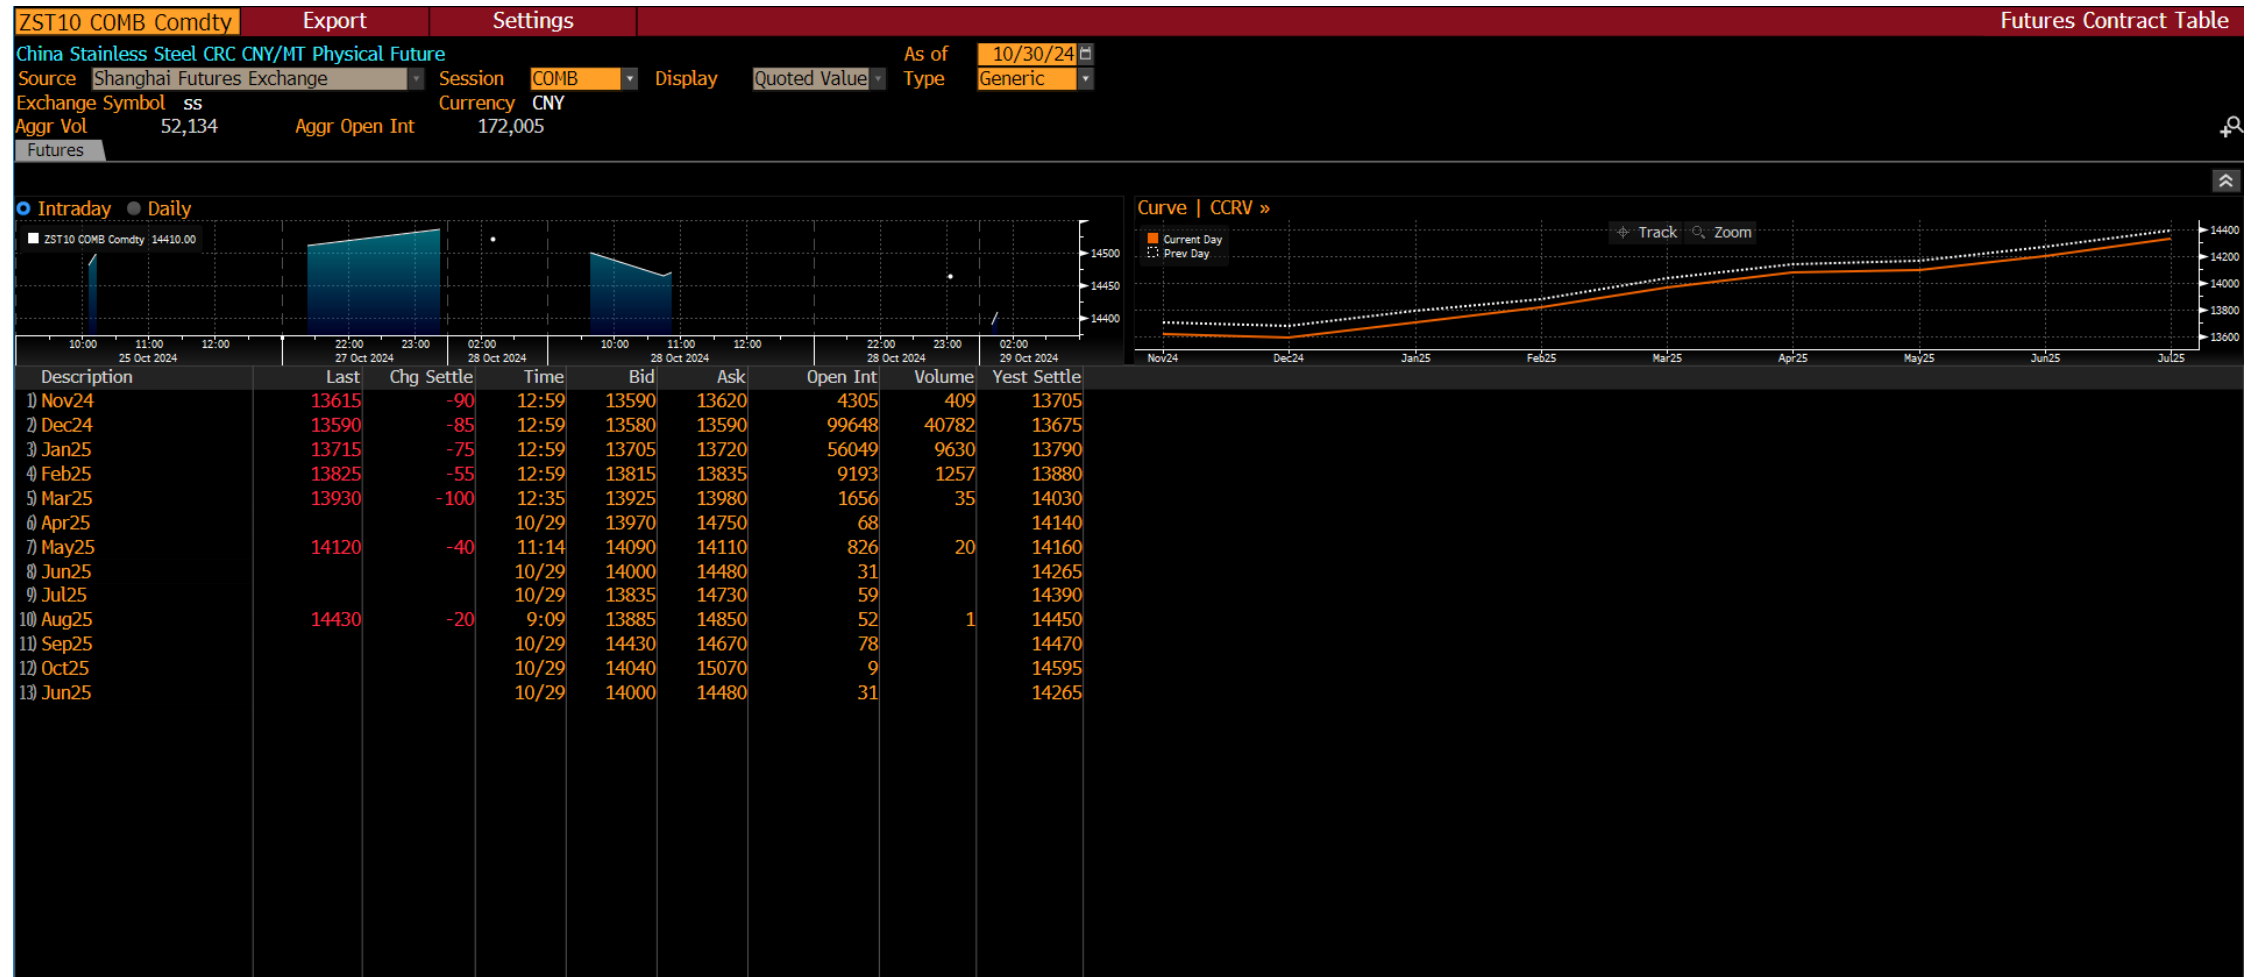 ZST10 COMB Comdty Export Settings Futures Contract Table
China Stainless Steel CRC CNY/MT Physical Future As of 10/30/24
Source Shanghai Futures Exchange Session COMB Display Quoted Value Type Generic
Exchange Symbol ss Currency CNY
Aggr Vol 52,134 Aggr Open Int 172,005
Futures
Intraday Daily
ZST10 COMB Comdty 14410.00
14500
14450
14400
10:00 11:00 12:00 22:00 23:00 02:00 10:00 11:00 12:00 22:00 23:00 02:00
25 Oct 2024 27 Oct 2024 28 Oct 2024 28 Oct 2024 28 Oct 2024 29 Oct 2024
Curve | CCRV »
Track Zoom
Current Day
Prev Day
14400
14200
14000
13800
13600
Nov24 Dec24 Jan25 Feb25 Mar25 Apr25 May25 Jun25 Jul25
Description Last Chg Settle Time Bid Ask Open Int Volume Yest Settle
1) Nov24 13615 -90 12:59 13590 13620 4305 409 13705
2) Dec24 13590 -85 12:59 13580 13590 99648 40782 13675
3) Jan25 13715 -75 12:59 13705 13720 56049 9630 13790
4) Feb25 13825 -55 12:59 13815 13835 9193 1257 13880
5) Mar25 13930 -100 12:35 13925 13980 1656 35 14030
6) Apr25 10/29 13970 14750 68 14140
7) May25 14120 -40 11:14 14090 14110 826 20 14160
8) Jun25 10/29 14000 14480 31 14265
9) Jul25 10/29 13835 14730 59 14390
10) Aug25 14430 -20 9:09 13885 14850 52 1 14450
11) Sep25 10/29 14430 14670 78 14470
12) Oct25 10/29 14040 15070 9 14595
13) Jun25 10/29 14000 14480 31 14265